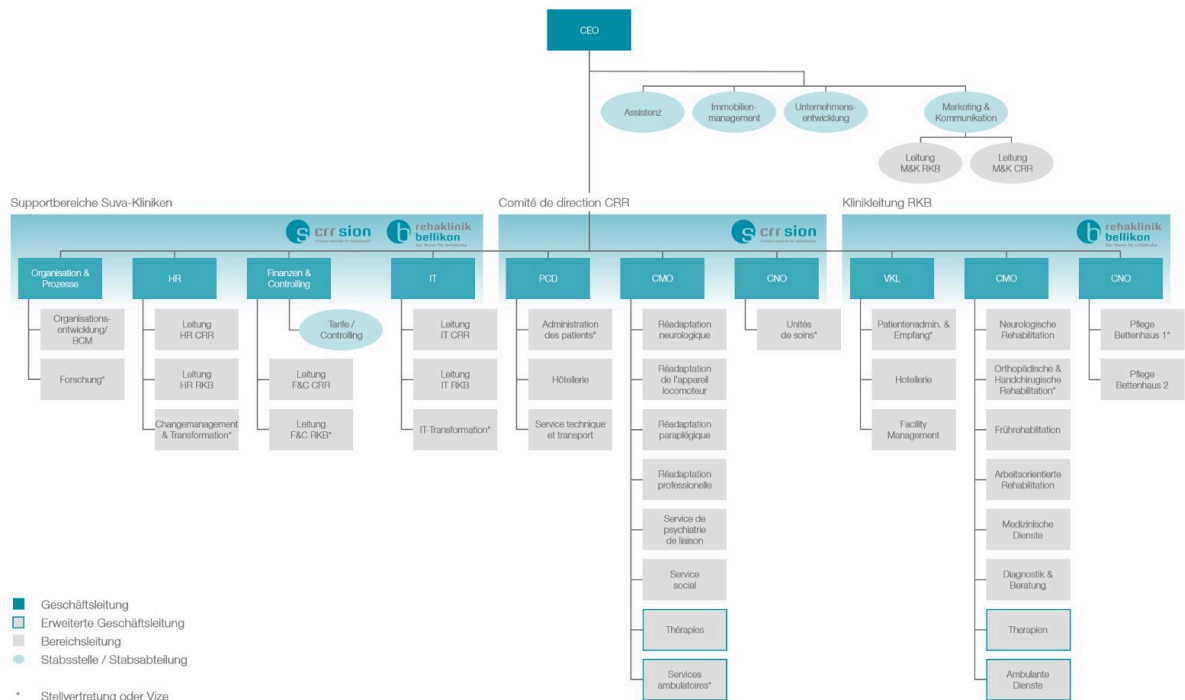 CEO
Assistenz
Immobilien-
management
Unternehmens-
entwicklung
Marketing &
Kommunikation
Leitung
M&K RKB
Leitung
M&K CRR
Supportbereiche Suva-Kliniken
crr sion
rehaklinik
bellikon
Organisation &
Prozesse
HR
Finanzen &
Controlling
IT
Organisations-
entwicklung/
BCM
Forschung*
Leitung
HR CRR
Leitung
HR RKB
Changemanagement
& Transformation*
Tarife /
Controlling
Leitung
F&C CRR
Leitung
F&C RKB*
Leitung
IT CRR
Leitung
IT RKB
IT-Transformation*
Comité de direction CRR
crr sion
PCD
CMO
CNO
Administration
des patients*
Hôtellerie
Service technique
et transport
Réadaptation
neurologique
Réadaptation
de l'appareil
locomoteur
Réadaptation
paraplégique
Réadaptation
professionelle
Service de
psychiatrie
de liaison
Service
social
Thérapies
Services
ambulatoires*
Unités
de soins*
Klinikleitung RKB
rehaklinik
bellikon
VKL
CMO
CNO
Patientenadmin. &
Empfang*
Hotellerie
Facility
Management
Neurologische
Rehabilitation
Orthopädische &
Handchirugische
Rehabilitation*
Frührehablitation
Arbeitsorientierte
Rehabilitation
Medizinische
Dienste
Diagnostik &
Beratung
Therapien
Ambulante
Dienste
Pflege
Bettenhaus 1*
Pflege
Bettenhaus 2
Geschäftsleitung
Erweiterte Geschäftsleitung
Bereichsleitung
Stabsstelle / Stabsabteilung
* Stellvertretung oder Vize